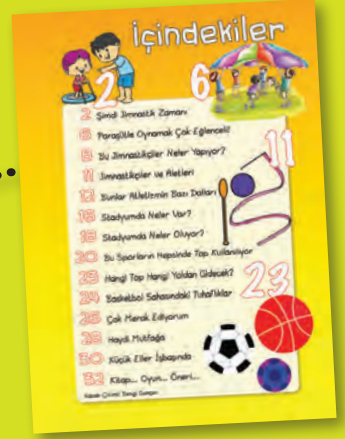 İçindekiler
2
6
11
23
2 Şimdi Jimnastik Zamanı
6 Paraşütle Oynamak Çok Eğlenceli!
8 Bu Jimnastikçiler Neler Yapıyor?
11 Jimnastikçiler ve Aletleri
12 Bunlar Atletizmin Bazı Dalları
16 Stadyumda Neler Var?
18 Stadyumda Neler Oluyor?
20 Bu Sporların Hepsinde Top Kullanılıyor
23 Hangi Top Hangi Yoldan Gidecek?
24 Basketbol Sahasındaki Tuhaflıklar
26 Çok Merak Ediyorum
28 Haydi Mutfağa
30 Küçük Eller İşbaşında
32 Kitap... Oyun... Öneri...